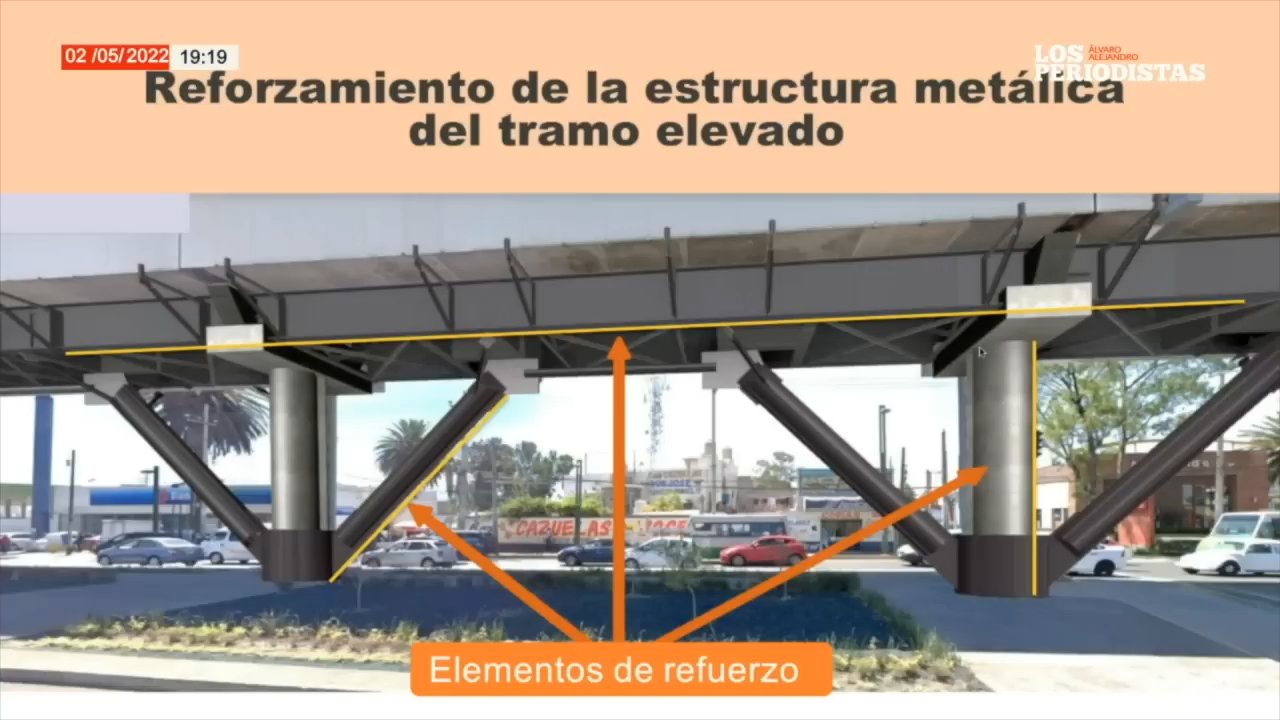 02 /05/ 2022 19:19
LOS ÁLVARO
ALEJANDRO
PERIODISTAS
Reforzamiento de la estructura metálica
del tramo elevado
CAZUELAS
Elementos de refuerzo